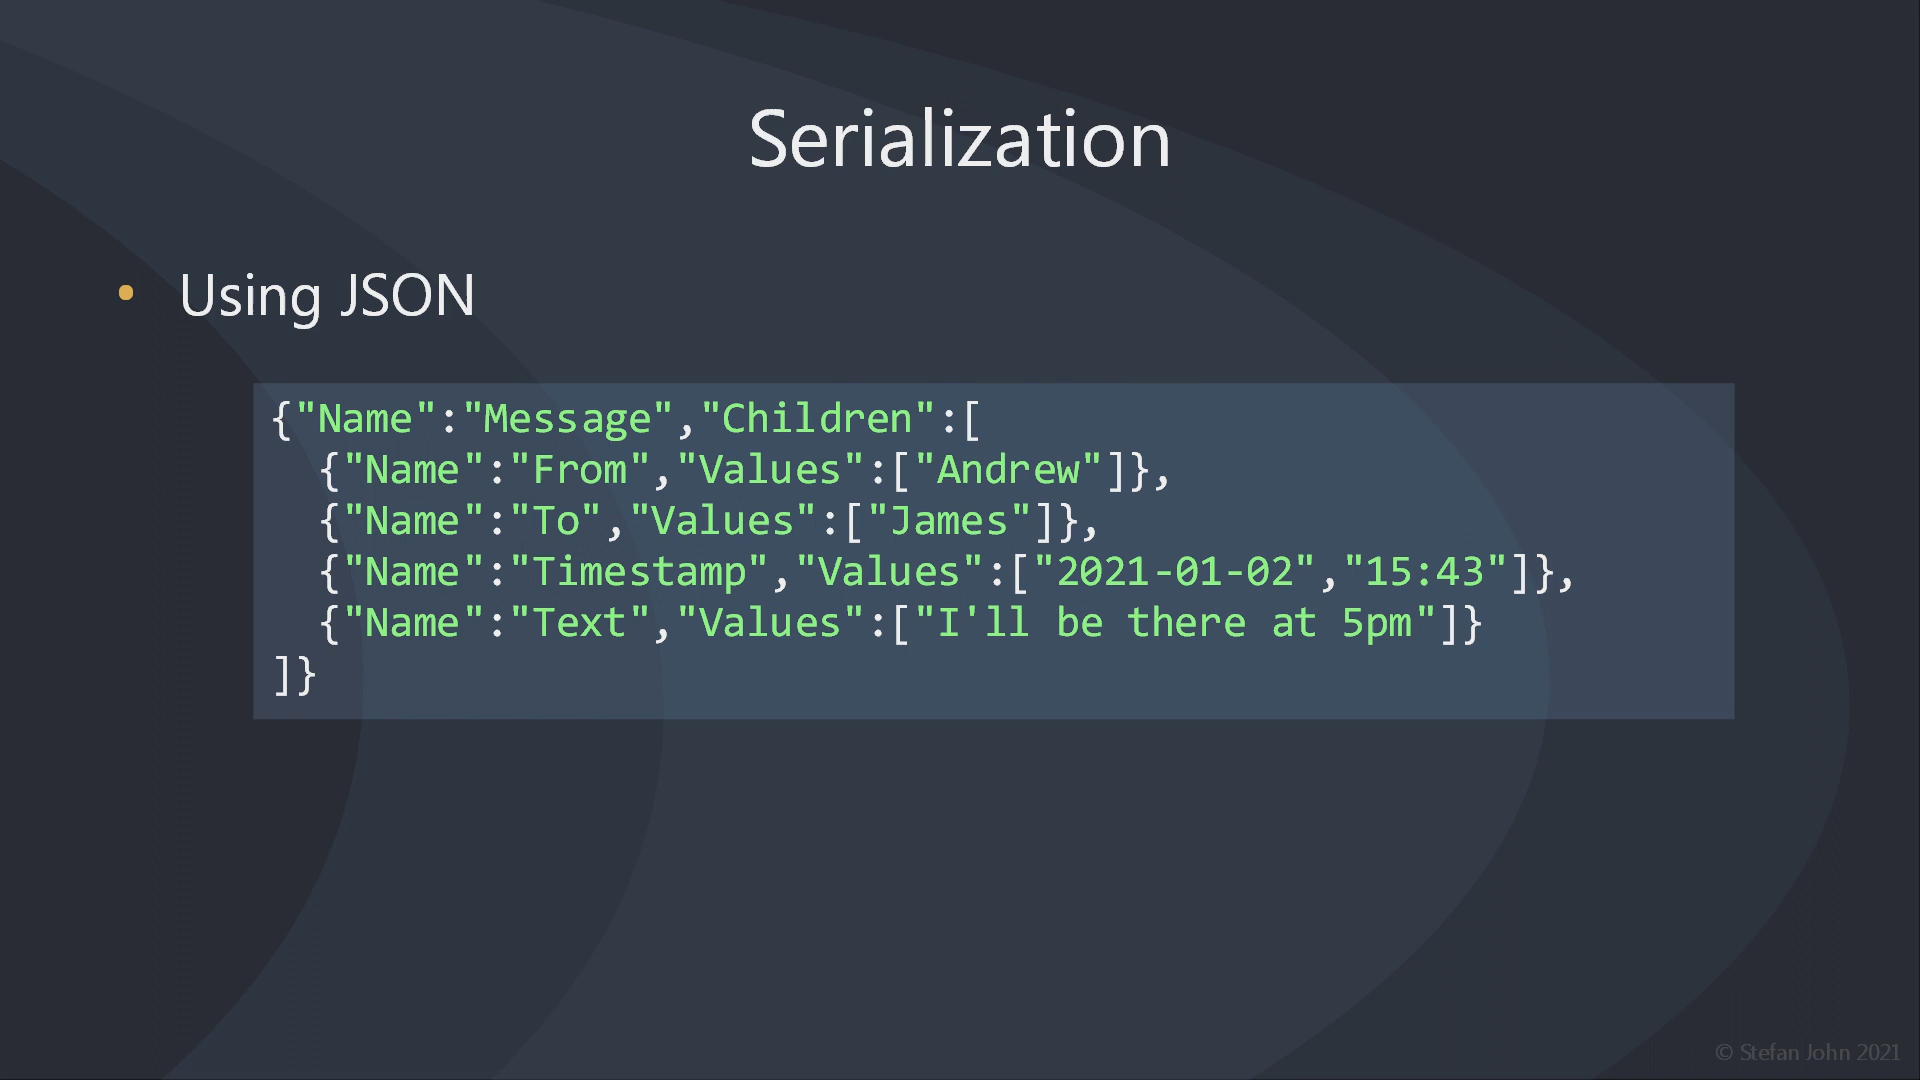 Serialization
• Using JSON
{"Name":"Message","Children":[
  {"Name":"From","Values":["Andrew"]},
  {"Name":"To","Values":["James"]},
  {"Name":"Timestamp","Values":["2021-01-02","15:43"]},
  {"Name":"Text","Values":["I'll be there at 5pm"]}
]}
© Stefan John 2021